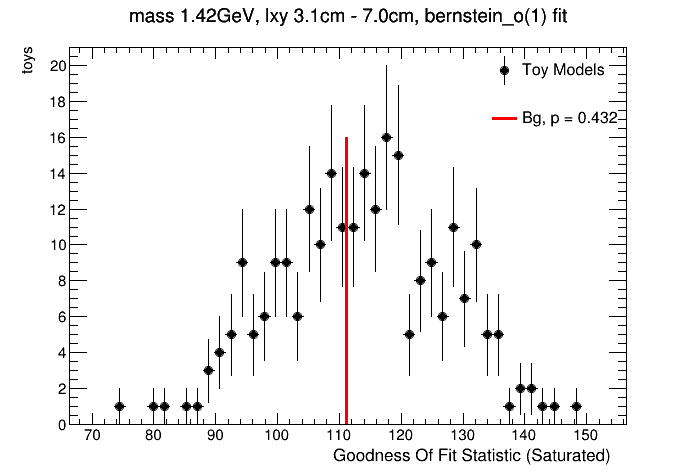 mass 1.42GeV, lxy 3.1cm - 7.0cm, bernstein_o(1) fit
toys
20
18
16
14
12
10
8
6
4
2
0
Toy Models
Bg, p = 0.432
70 80 90 100 110 120 130 140 150
Goodness Of Fit Statistic (Saturated)